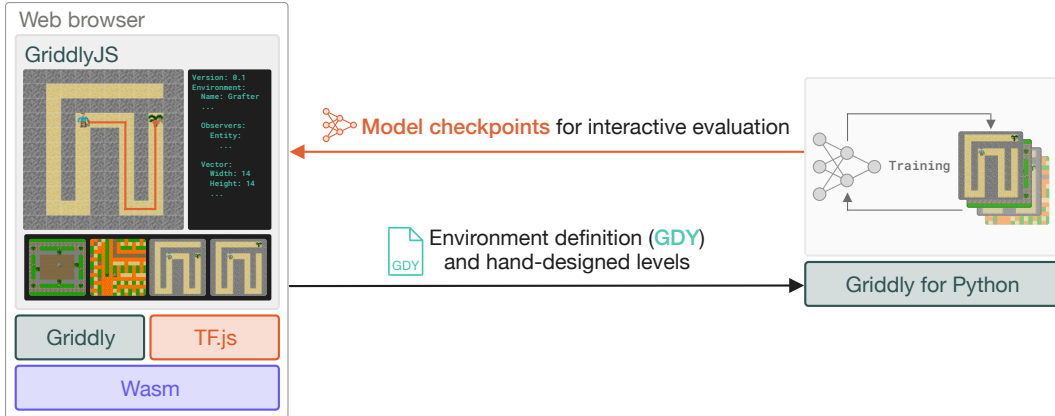 Web browser
GriddlyJS
Version: 0.1
Environment:
Name: Grafter
...
Observers:
Entity:
...
Vector:
Width: 14
Height: 14
...
Model checkpoints for interactive evaluation
Training
GDY
Environment definition (GDY)
and hand-designed levels
Griddly for Python
Griddly
TF.js
Wasm